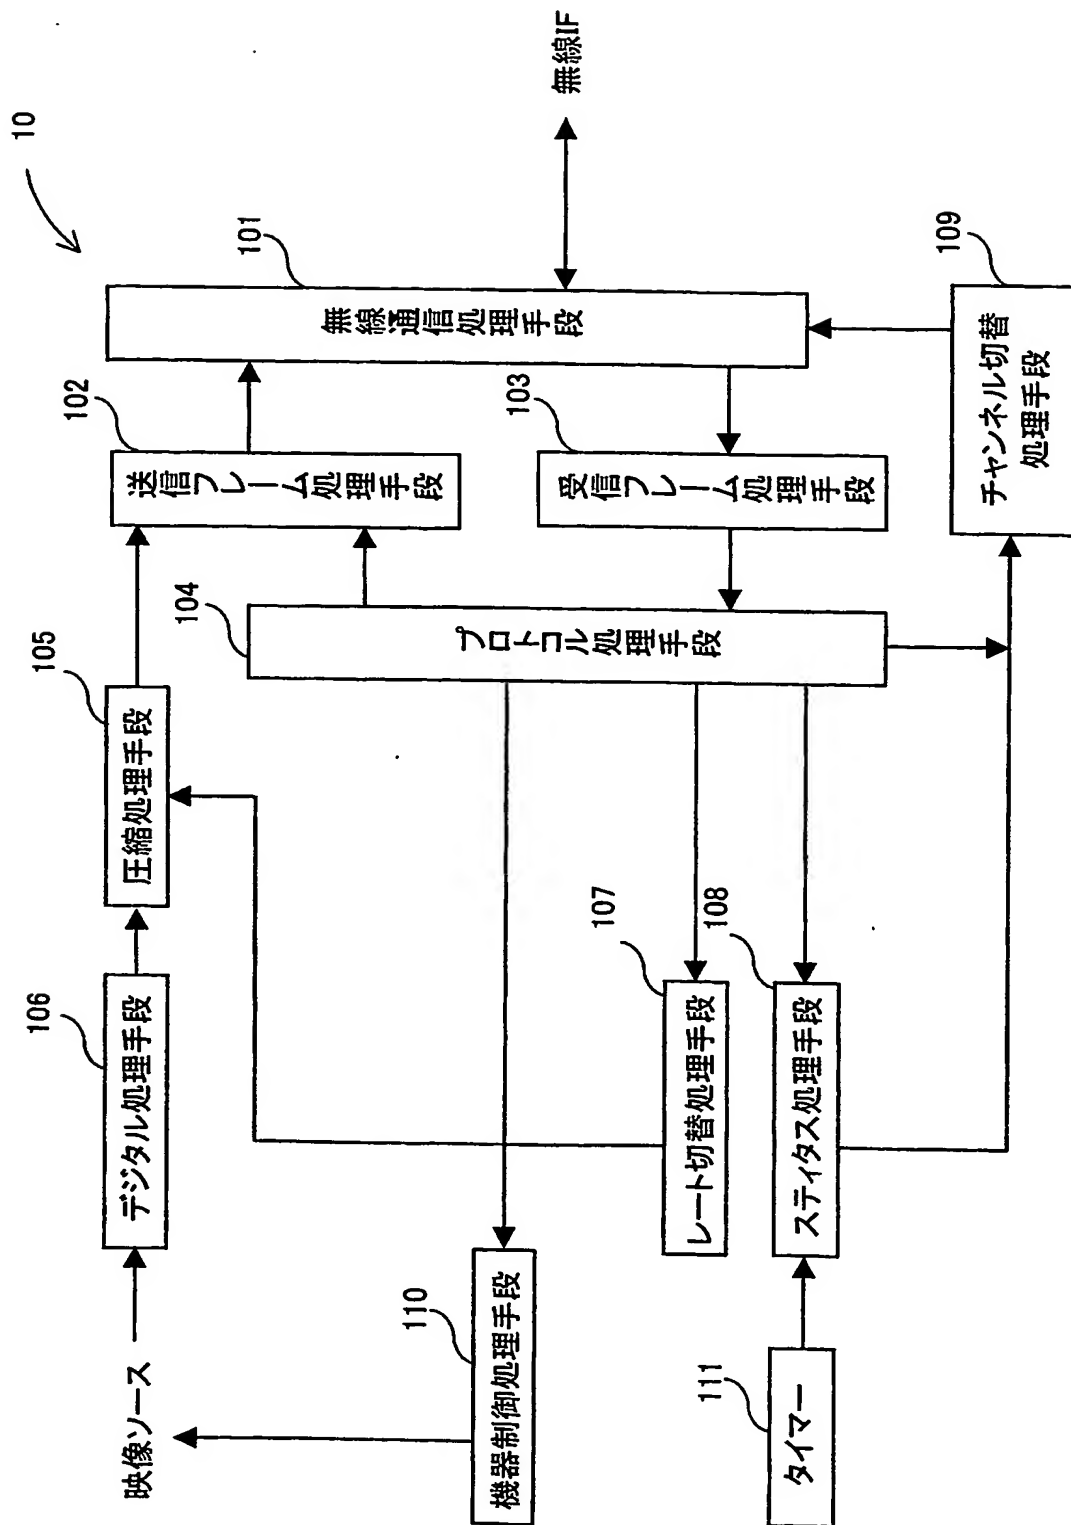 10
映像ソース
106
デジタル処理手段
105
圧縮処理手段
102
送信フレーム処理手段
101
無線通信処理手段
無線IF
104
プロトコル処理手段
103
受信フレーム処理手段
110
機器制御処理手段
107
レート切替処理手段
108
スティタス処理手段
111
タイマー
109
チャンネル切替
処理手段